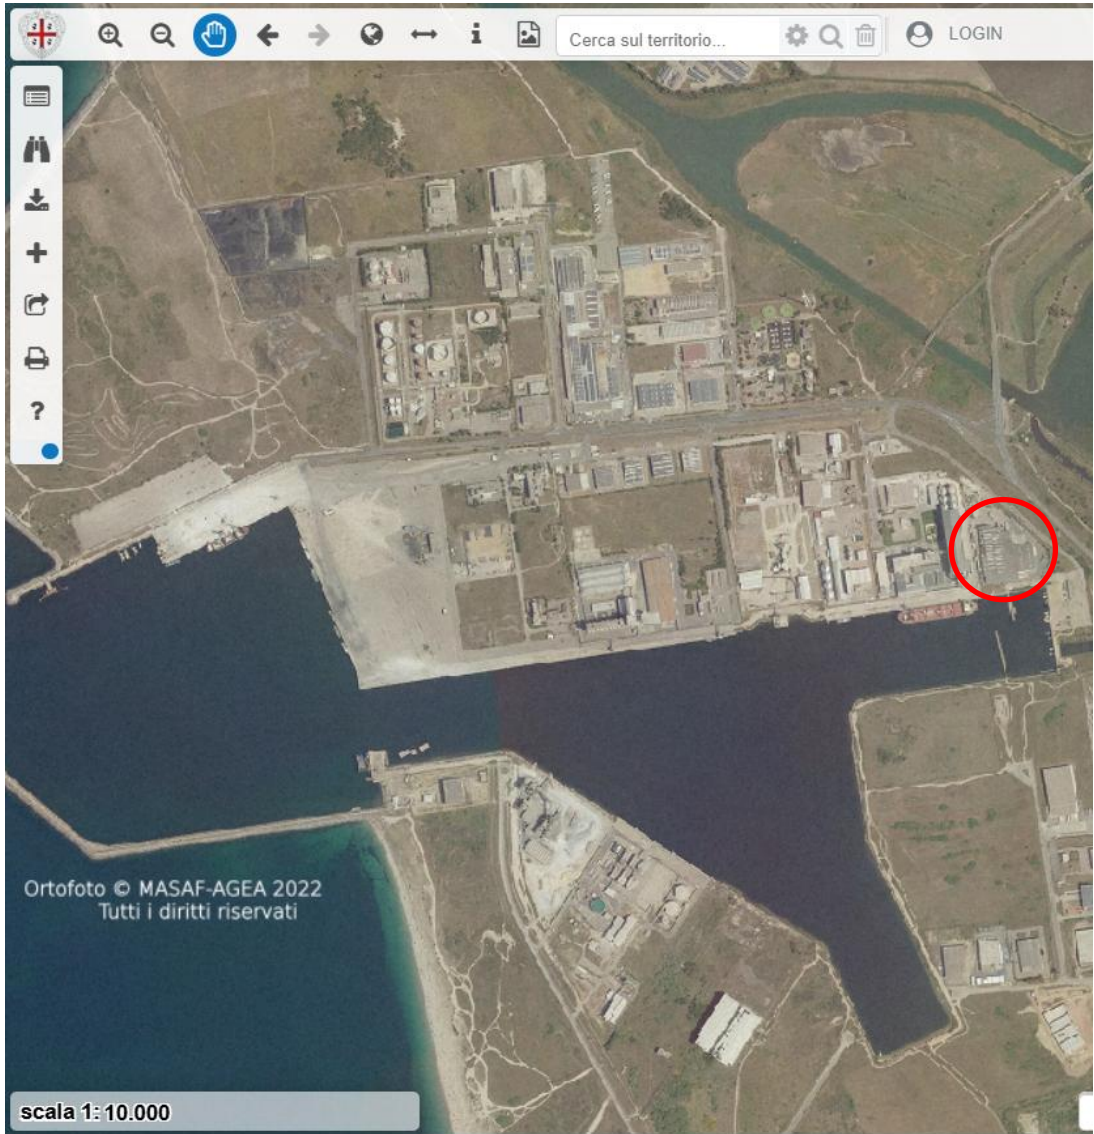 Cerca sul territorio...
LOGIN
?
Ortofoto © MASAF-AGEA 2022
Tutti i diritti riservati
scala 1: 10.000